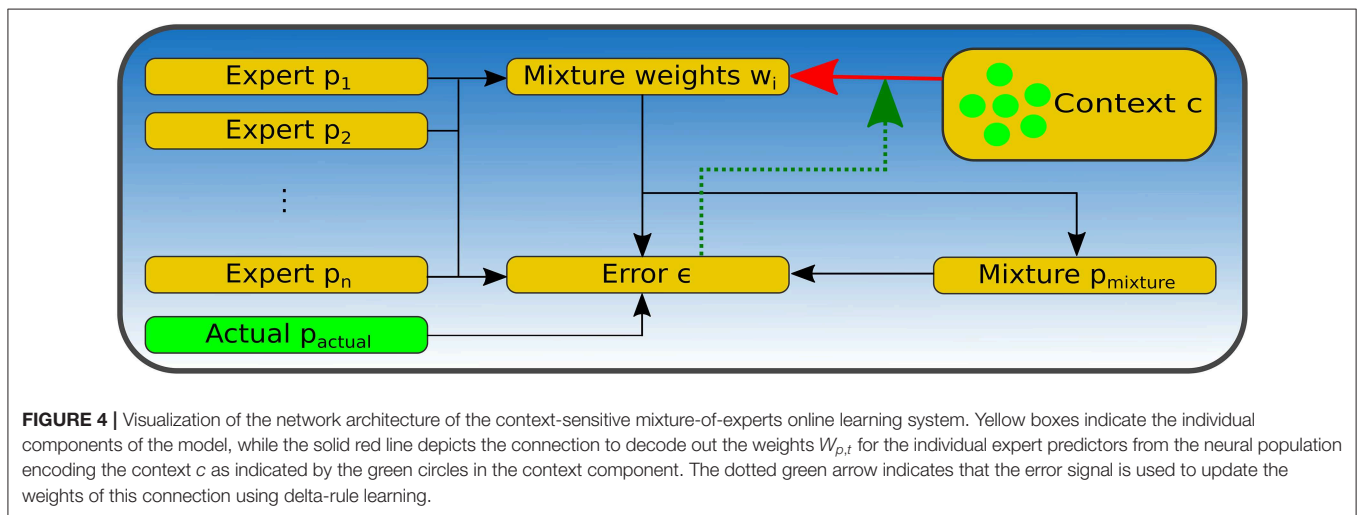 Expert p1
Mixture weights wi
Context c
Expert p2
⋮
Expert pn
Error ϵ
Mixture pmixture
Actual pactual
FIGURE 4 | Visualization of the network architecture of the context-sensitive mixture-of-experts online learning system. Yellow boxes indicate the individual
components of the model, while the solid red line depicts the connection to decode out the weights Wp,t for the individual expert predictors from the neural population
encoding the context c as indicated by the green circles in the context component. The dotted green arrow indicates that the error signal is used to update the
weights of this connection using delta-rule learning.